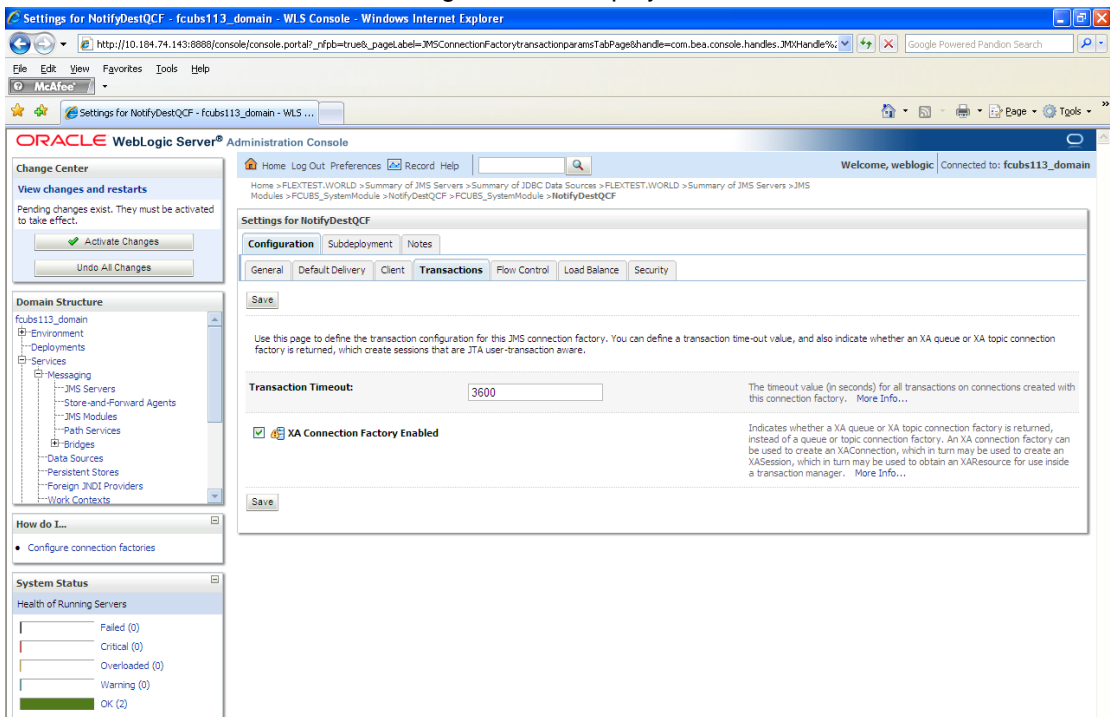 Settings for NotifyDestQCF - fcubs113_domain - WLS Console - Windows Internet Explorer
http://10.184.74.143:8888/console/console.portal?_nfpb=true&_pageLabel=JMSConnectionFactorytransactionparamsTabPage&handle=com.bea.console.handles.JMXHandle%
Google Powered Pandion Search
File Edit View Favorites Tools Help
McAfee
Settings for NotifyDestQCF - fcubs113_domain - WLS ...
Page Tools
ORACLE WebLogic Server® Administration Console
Change Center
View changes and restarts
Pending changes exist. They must be activated
to take effect.
Activate Changes
Undo All Changes
Domain Structure
fcubs113_domain
Environment
Deployments
Services
Messaging
JMS Servers
Store-and-Forward Agents
JMS Modules
Path Services
Bridges
Data Sources
Persistent Stores
Foreign JNDI Providers
Work Contexts
How do I...
Configure connection factories
System Status
Health of Running Servers
Failed (0)
Critical (0)
Overloaded (0)
Warning (0)
OK (2)
Home Log Out Preferences Record Help
Welcome, weblogic Connected to: fcubs113_domain
Home >FLEXTEST.WORLD >Summary of JMS Servers >Summary of JDBC Data Sources >FLEXTEST.WORLD >Summary of JMS Servers >JMS
Modules >FCUBS_SystemModule >NotifyDestQCF >FCUBS_SystemModule >NotifyDestQCF
Settings for NotifyDestQCF
Configuration Subdeployment Notes
General Default Delivery Client Transactions Flow Control Load Balance Security
Save
Use this page to define the transaction configuration for this JMS connection factory. You can define a transaction time-out value, and also indicate whether an XA queue or XA topic connection
factory is returned, which create sessions that are JTA user-transaction aware.
Transaction Timeout:
3600
The timeout value (in seconds) for all transactions on connections created with
this connection factory. More Info...
XA Connection Factory Enabled
Indicates whether a XA queue or XA topic connection factory is returned,
instead of a queue or topic connection factory. An XA connection factory can
be used to create an XAConnection, which in turn may be used to create an
XASession, which in turn may be used to obtain an XAResource for use inside
a transaction manager. More Info...
Save